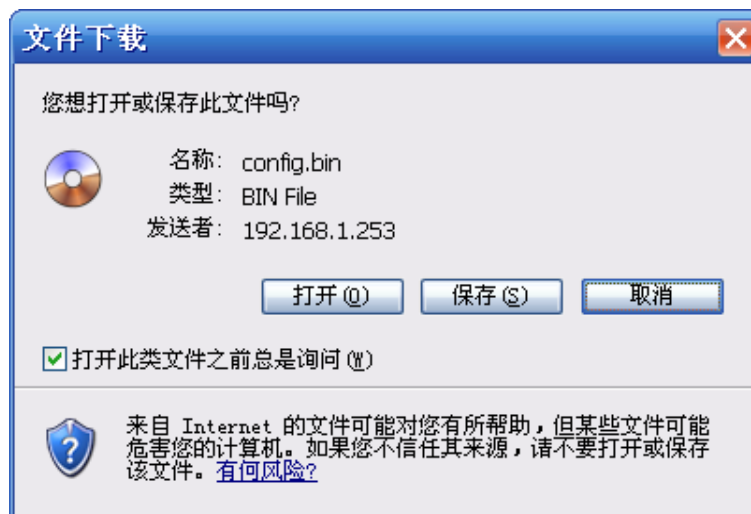 文件下载
您想打开或保存此文件吗?
名称: config.bin
类型: BIN File
发送者: 192.168.1.253
打开(O) 保存(S) 取消
打开此类文件之前总是询问(W)
来自 Internet 的文件可能对您有所帮助，但某些文件可能
危害您的计算机。如果您不信任其来源，请不要打开或保存
该文件。有何风险?